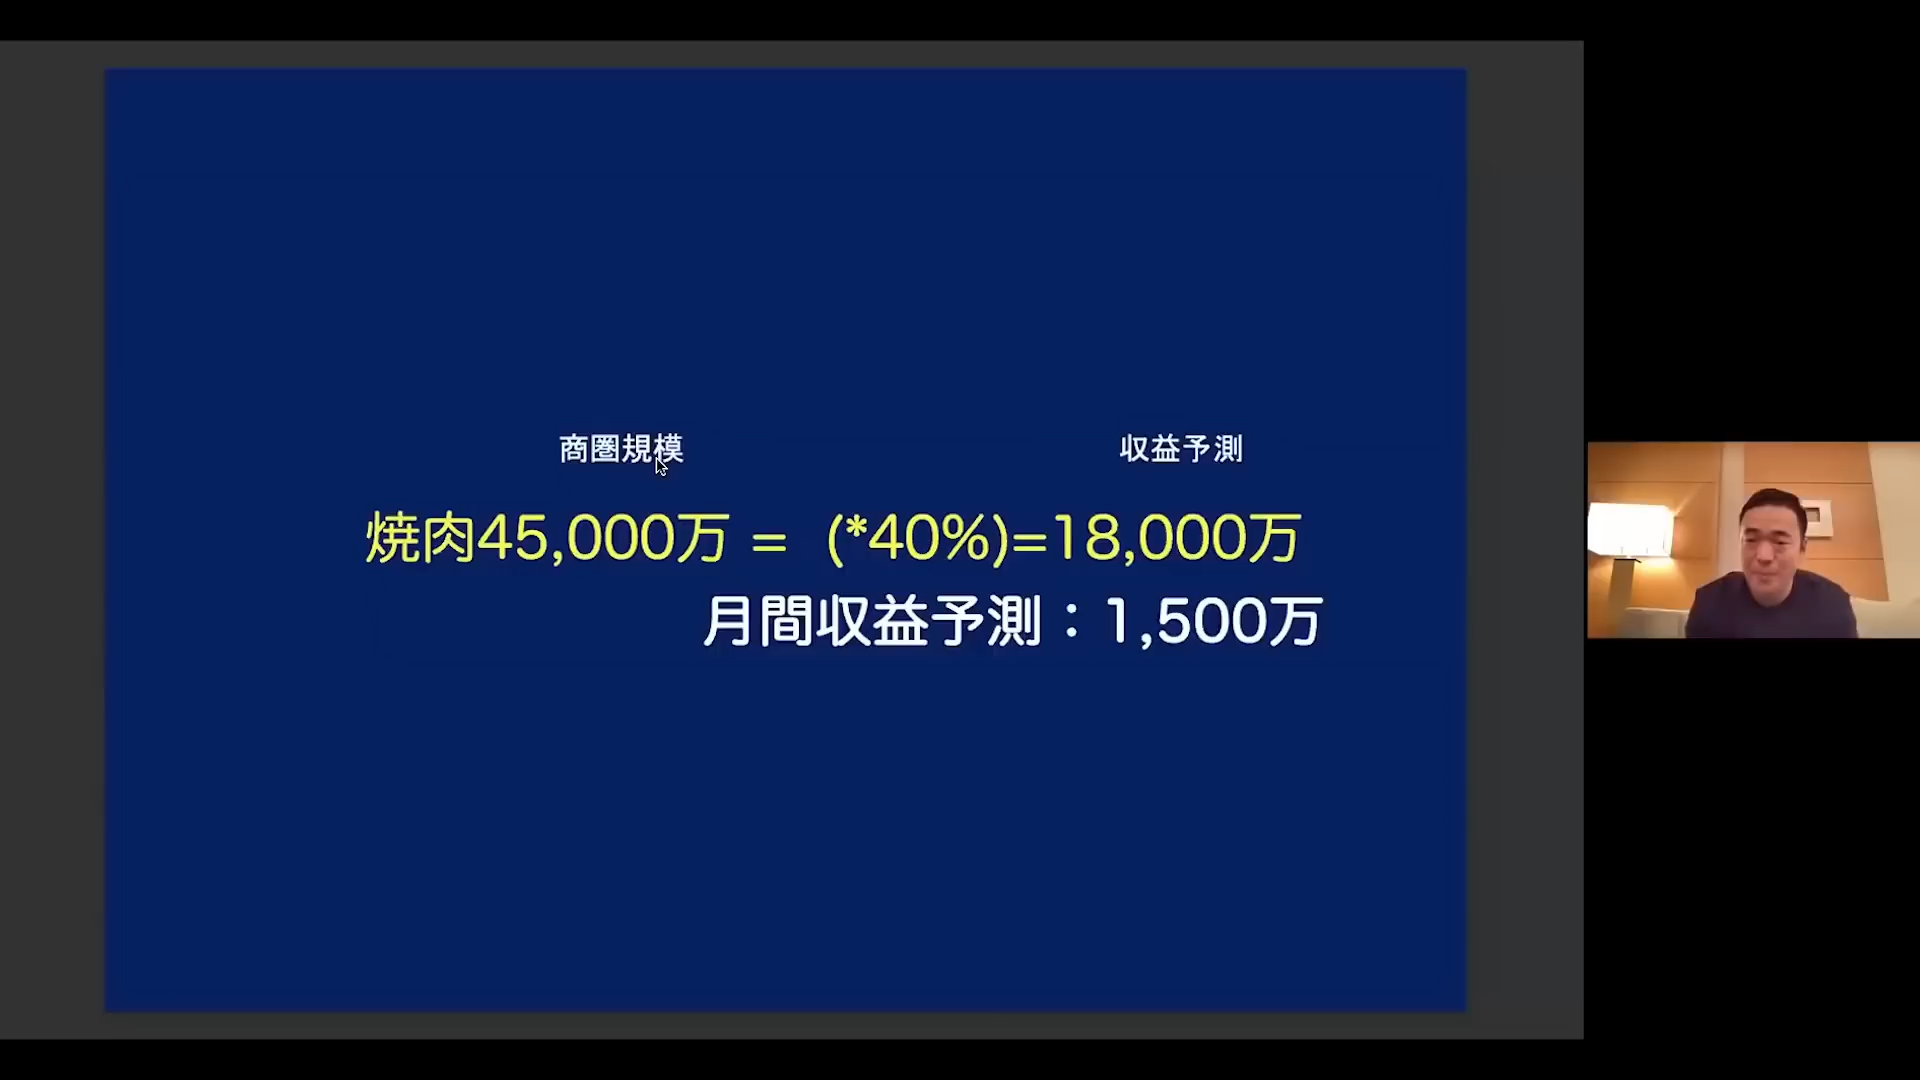 商圏規模 収益予測
焼肉45,000万 = (*40%)=18,000万
月間収益予測：1,500万